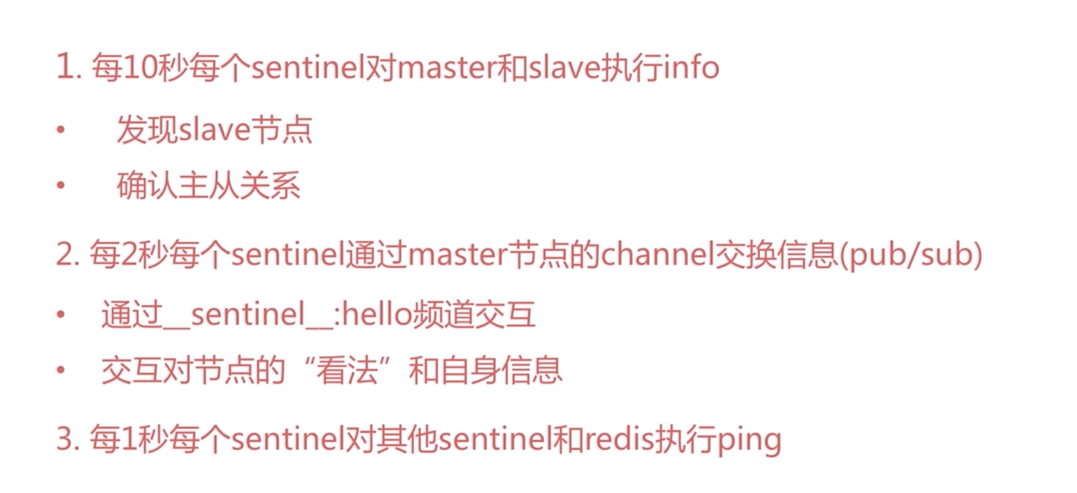 1. 每10秒每个sentinel对master和slave执行info
• 发现slave节点
• 确认主从关系
2. 每2秒每个sentinel通过master节点的channel交换信息(pub/sub)
• 通过__sentinel__:hello频道交互
• 交互对节点的“看法”和自身信息
3. 每1秒每个sentinel对其他sentinel和redis执行ping